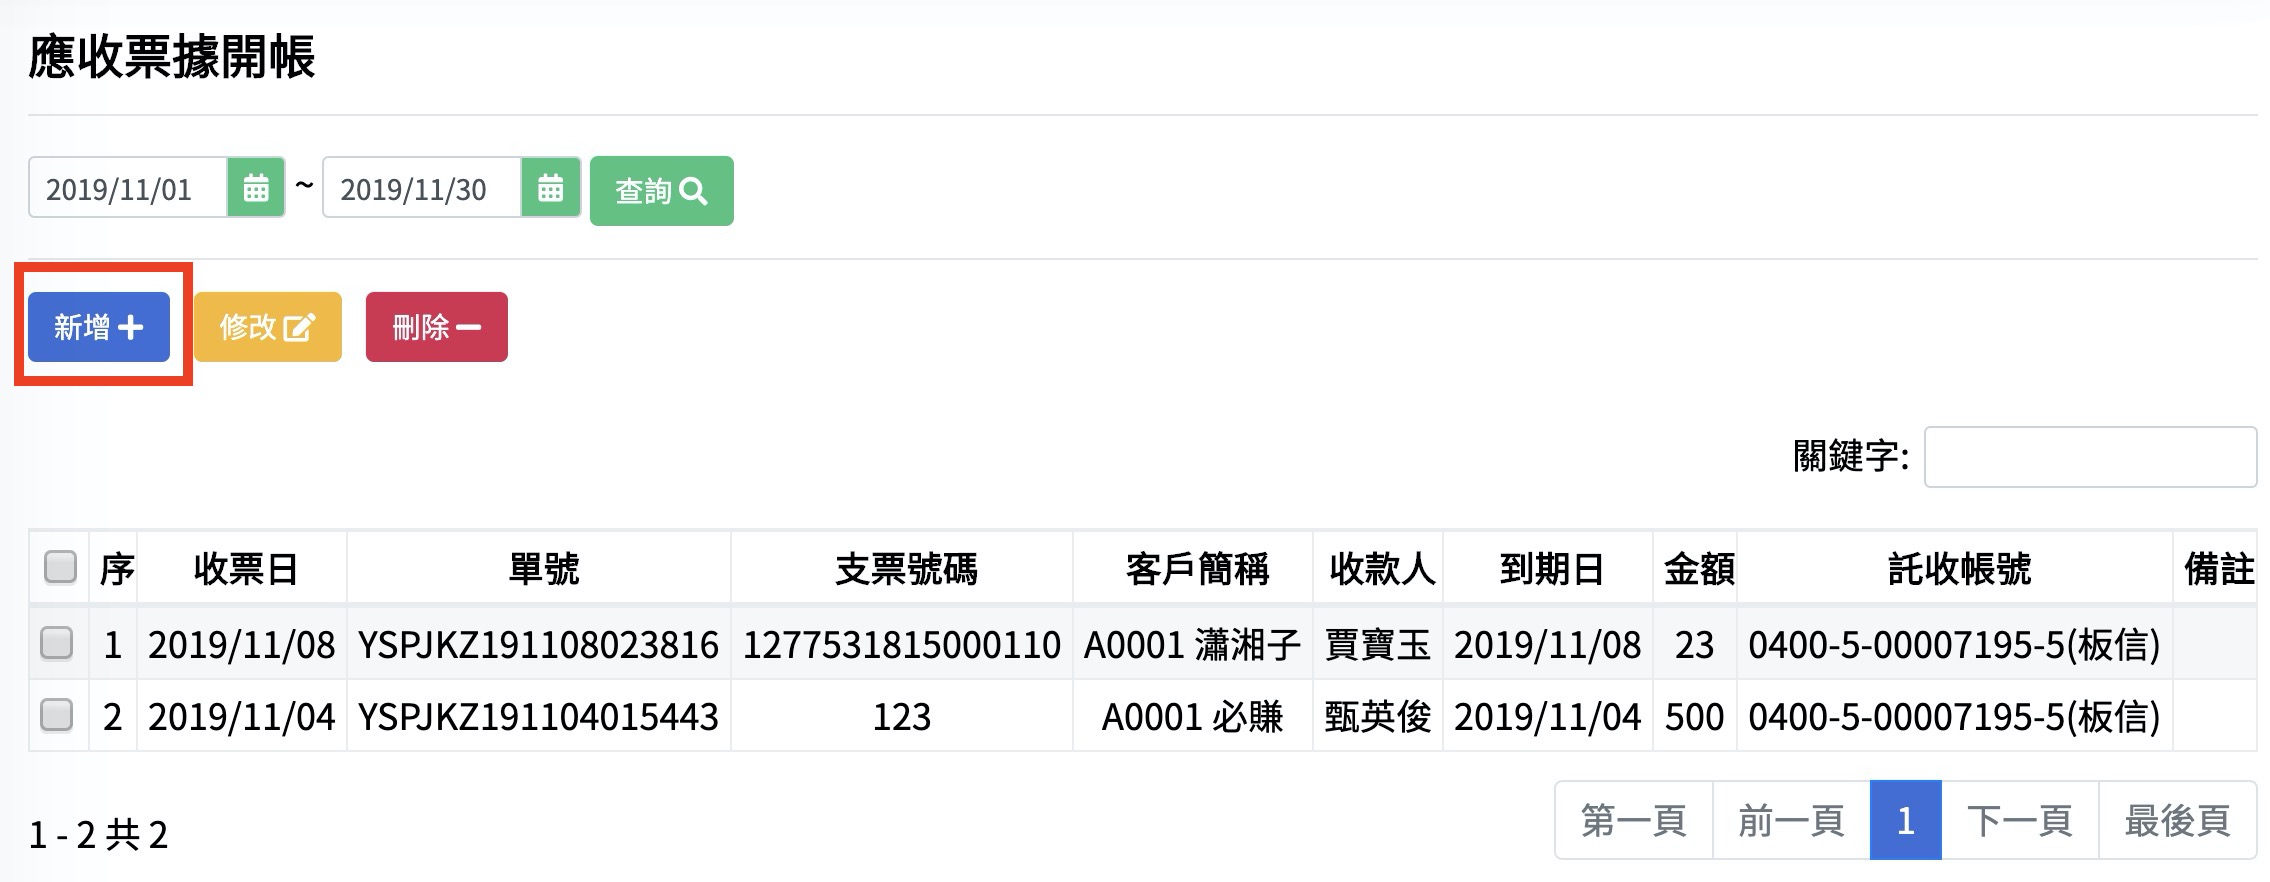 應收票據開帳
2019/11/01 ~ 2019/11/30 查詢
新增 修改 刪除
關鍵字:
序 收票日 單號 支票號碼 客戶簡稱 收款人 到期日 金額 託收帳號 備註
1 2019/11/08 YSPJKZ191108023816 1277531815000110 A0001 瀟湘子 賈寶玉 2019/11/08 23 0400-5-00007195-5(板信)
2 2019/11/04 YSPJKZ191104015443 123 A0001 必賺 甄英俊 2019/11/04 500 0400-5-00007195-5(板信)
1 - 2 共 2
第一頁 前一頁 1 下一頁 最後頁